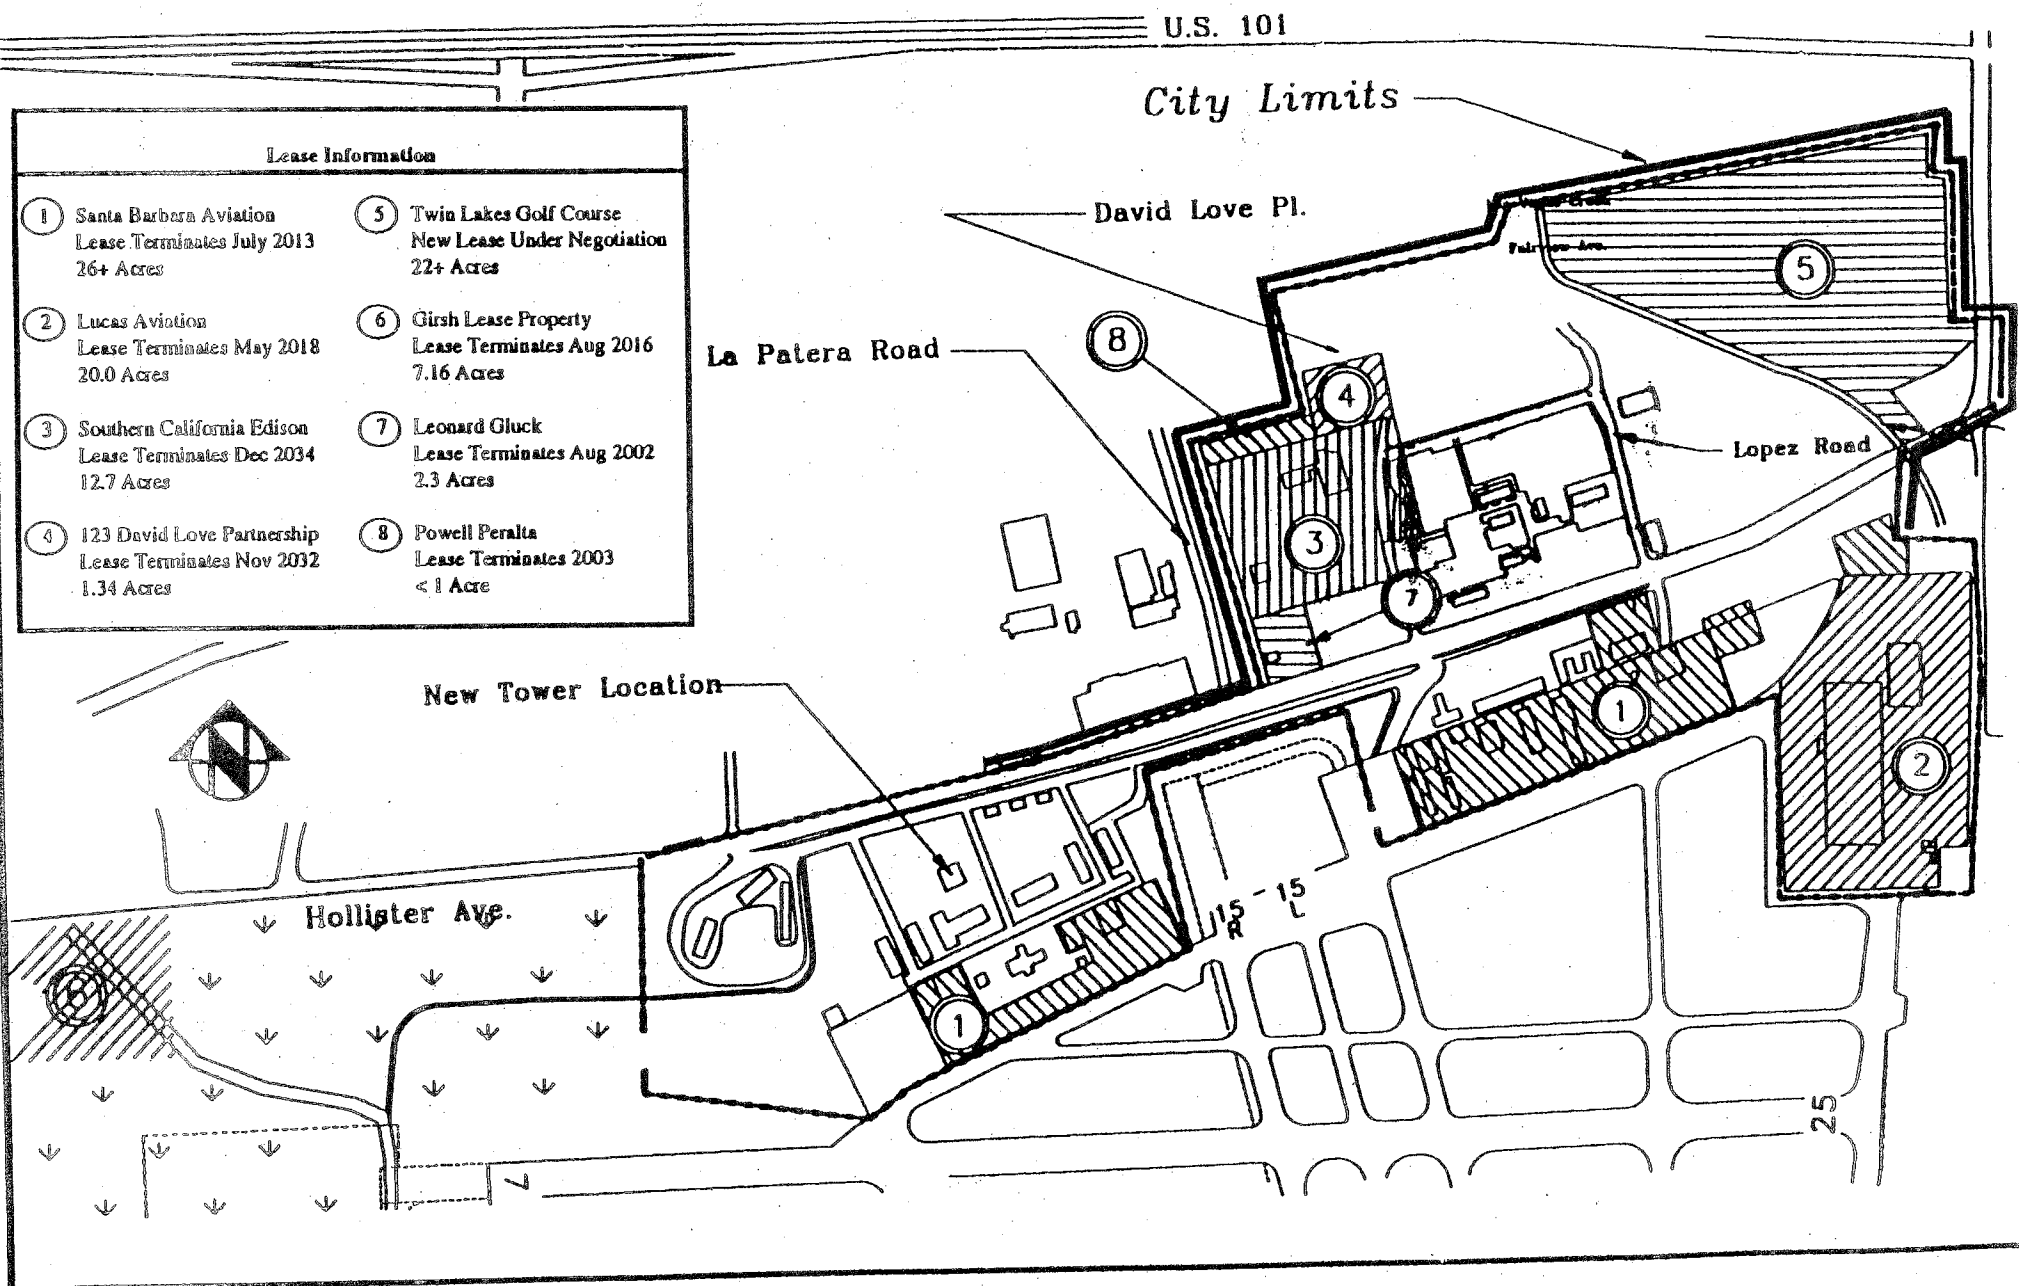 U.S. 101
City Limits
Lease Information
1 Santa Barbara Aviation
Lease Terminates July 2013
26+ Acres
2 Lucas Aviation
Lease Terminates May 2018
20.0 Acres
3 Southern California Edison
Lease Terminates Dec 2034
12.7 Acres
4 123 David Love Partnership
Lease Terminates Nov 2032
1.34 Acres
5 Twin Lakes Golf Course
New Lease Under Negotiation
22+ Acres
6 Girsh Lease Property
Lease Terminates Aug 2016
7.16 Acres
7 Leonard Gluck
Lease Terminates Aug 2002
2.3 Acres
8 Powell Peralta
Lease Terminates 2003
< 1 Acre
David Love Pl.
Creek
Fairview Ave.
5
8
La Patera Road
4
Lopez Road
3
7
New Tower Location
1
N
2
Hollister Ave.
15
L
15
R
6
1
25
7